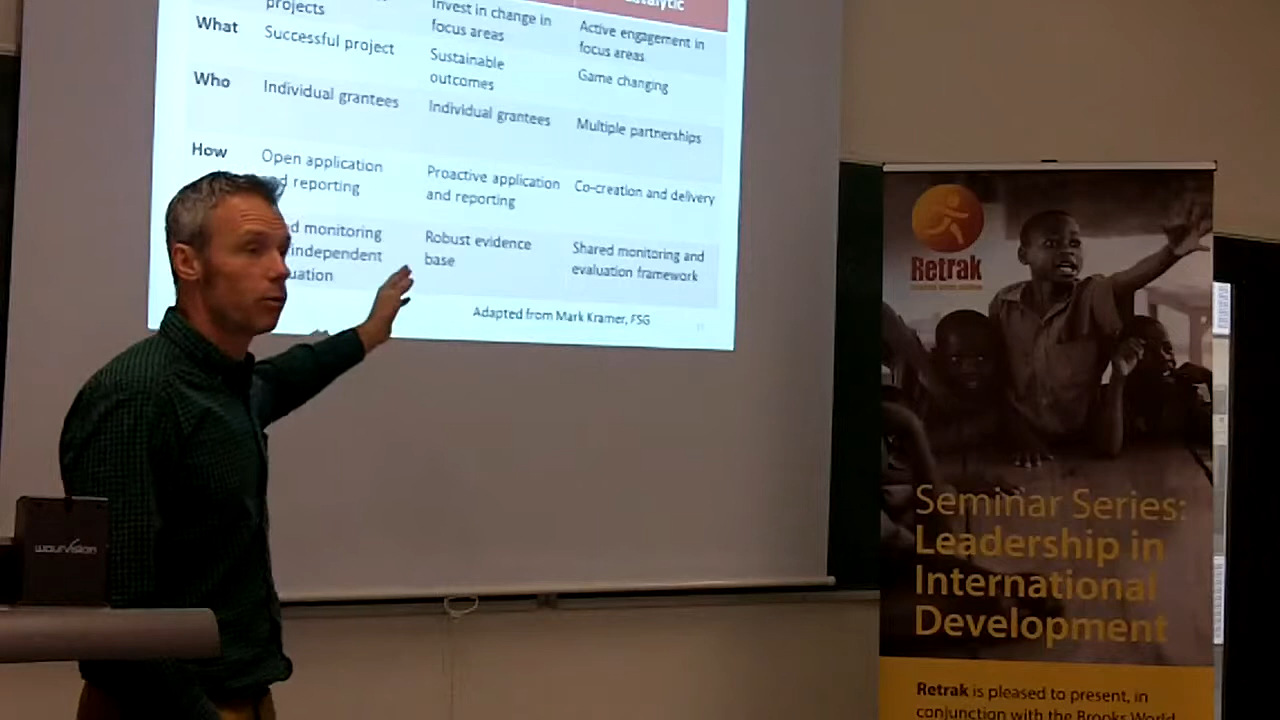 projects
Invest in change in
focus areas
Active engagement in
focus areas
What
Successful project
Sustainable
outcomes
Game changing
Who
Individual grantees
Individual grantees
Multiple partnerships
How
Open application
reporting
Proactive application
and reporting
Co-creation and delivery
monitoring
independent
Robust evidence
base
Shared monitoring and
evaluation framework
Adapted from Mark Kramer, FSG
wolfvision
Retrak
Seminar Series:
Leadership in
International
Development
Retrak is pleased to present, in
conjunction with the Brooks World